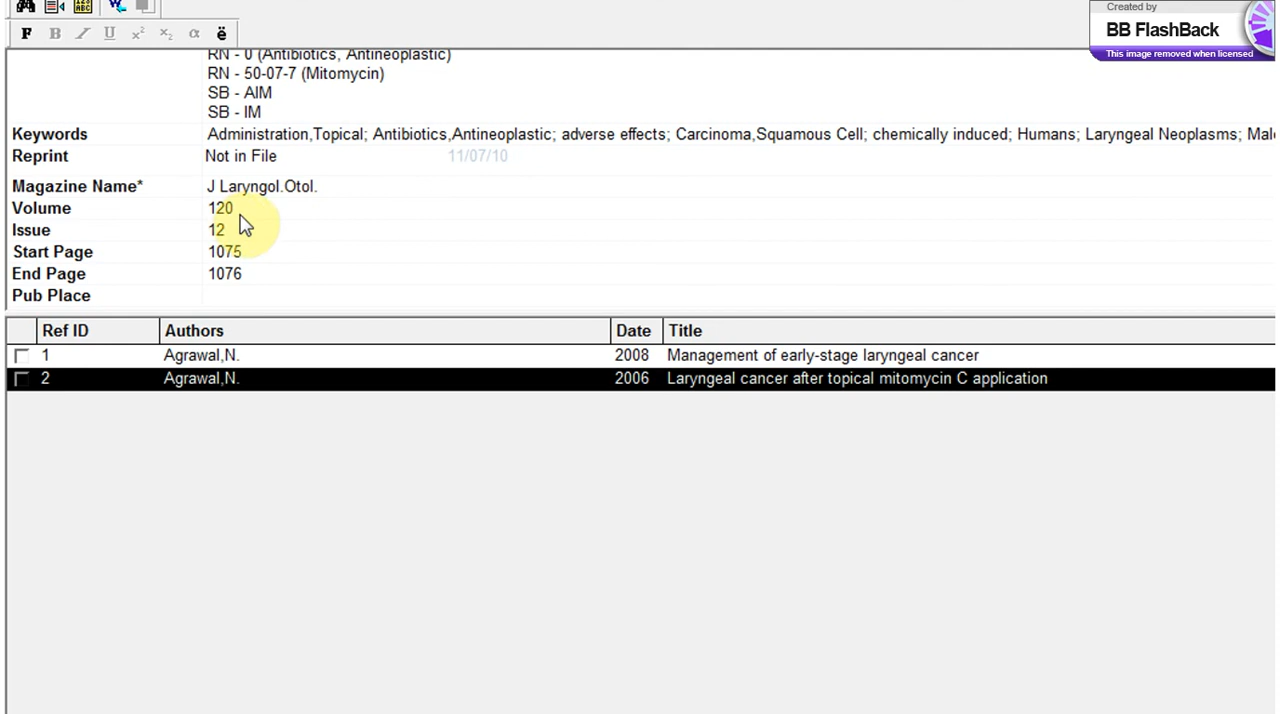 Created by
BB FlashBack
This image removed when licensed
F B I U x² x₂ α ë
RN - 0 (Antibiotics, Antineoplastic)
RN - 50-07-7 (Mitomycin)
SB - AIM
SB - IM
Keywords Administration,Topical; Antibiotics,Antineoplastic; adverse effects; Carcinoma,Squamous Cell; chemically induced; Humans; Laryngeal Neoplasms;
Reprint Not in File 11/07/10
Magazine Name* J Laryngol.Otol.
Volume 120
Issue 12
Start Page 1075
End Page 1076
Pub Place
Ref ID Authors Date Title
1 Agrawal,N. 2008 Management of early-stage laryngeal cancer
2 Agrawal,N. 2006 Laryngeal cancer after topical mitomycin C application